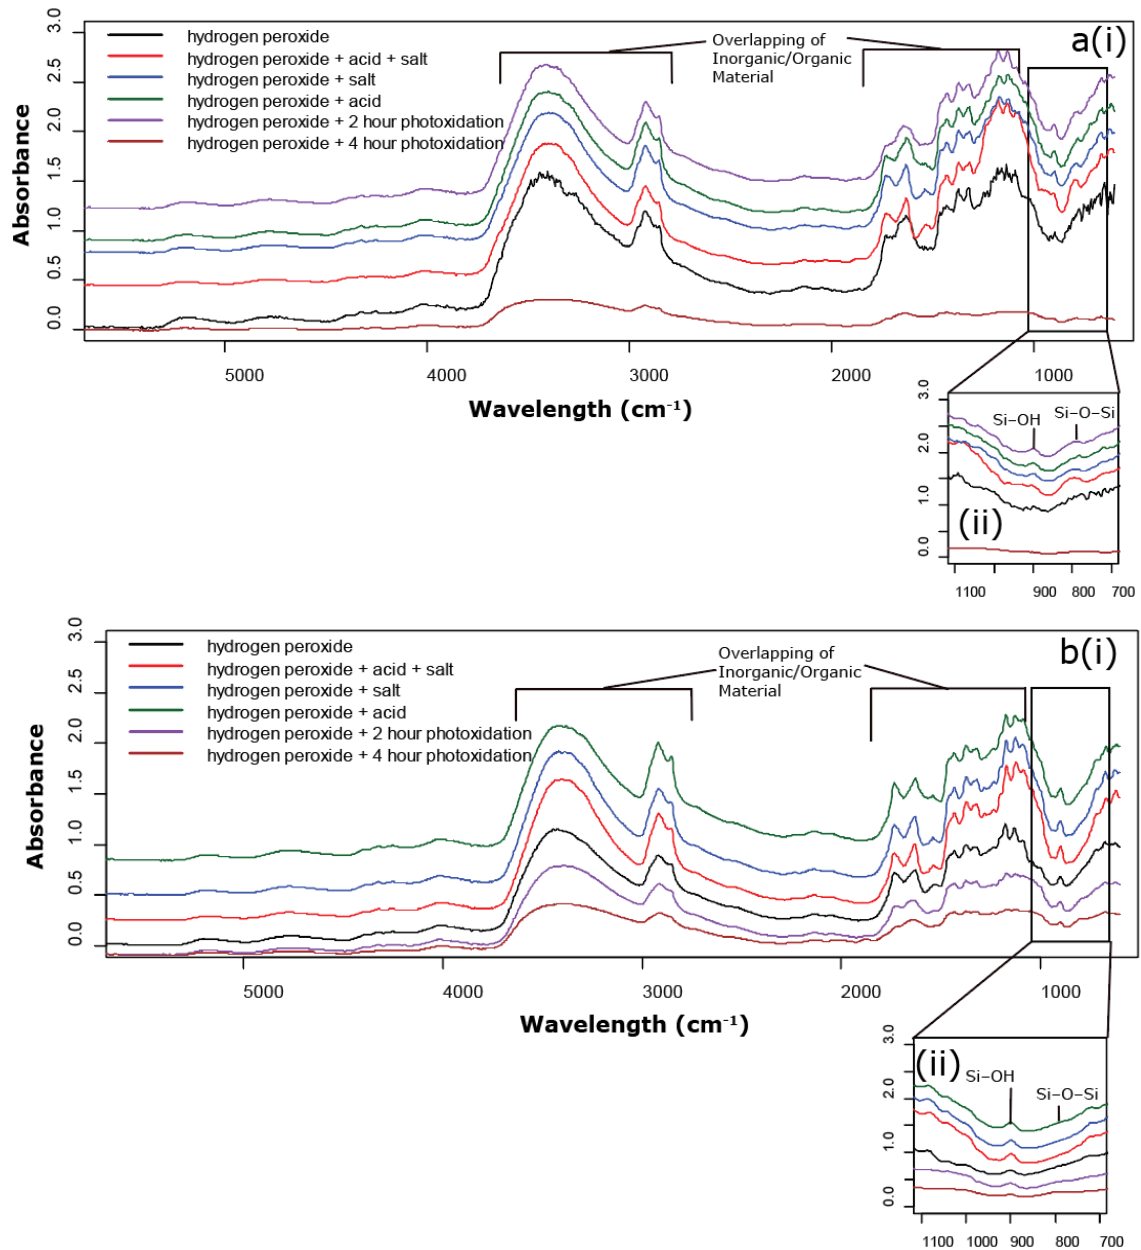 a(i)
3.0
2.5
2.0
1.5
1.0
0.5
0.0
Absorbance
hydrogen peroxide
hydrogen peroxide + acid + salt
hydrogen peroxide + salt
hydrogen peroxide + acid
hydrogen peroxide + 2 hour photoxidation
hydrogen peroxide + 4 hour photoxidation
Overlapping of
Inorganic/Organic
Material
5000 4000 3000 2000 1000
Wavelength (cm⁻¹)
3.0
2.0
1.0
0.0
Si–OH
Si–O–Si
(ii)
1100 900 800 700
b(i)
3.0
2.5
2.0
1.5
1.0
0.5
0.0
Absorbance
hydrogen peroxide
hydrogen peroxide + acid + salt
hydrogen peroxide + salt
hydrogen peroxide + acid
hydrogen peroxide + 2 hour photoxidation
hydrogen peroxide + 4 hour photoxidation
Overlapping of
Inorganic/Organic
Material
5000 4000 3000 2000 1000
Wavelength (cm⁻¹)
(ii)
3.0
2.0
1.0
0.0
Si–OH
Si–O–Si
1100 1000 900 800 700